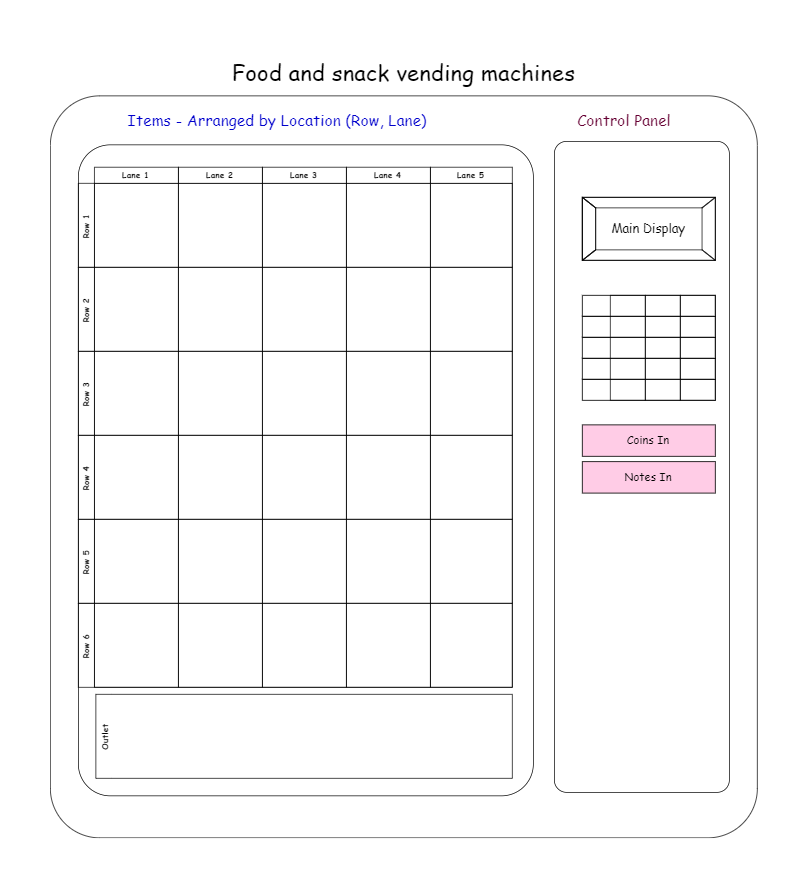 Food and snack vending machines
Items - Arranged by Location (Row, Lane)
Control Panel
Lane 1
Lane 2
Lane 3
Lane 4
Lane 5
Row 1
Row 2
Row 3
Row 4
Row 5
Row 6
Outlet
Main Display
Coins In
Notes In